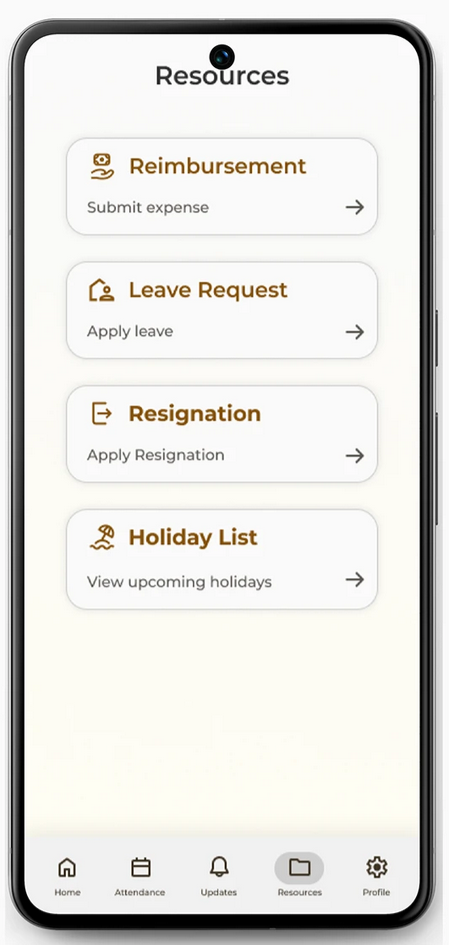 Resources
Reimbursement
Submit expense
Leave Request
Apply leave
Resignation
Apply Resignation
Holiday List
View upcoming holidays
Home
Attendance
Updates
Resources
Profile